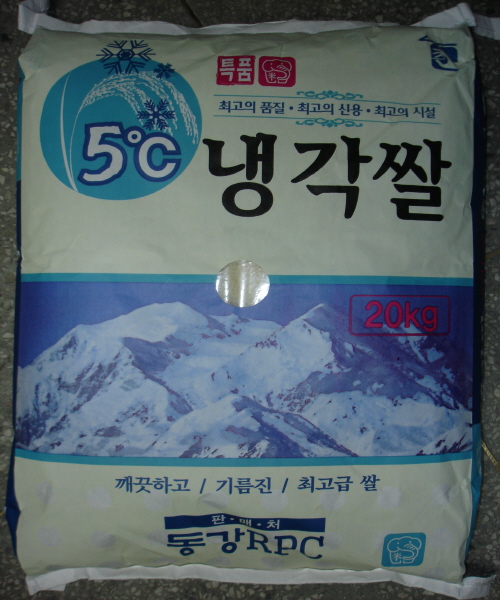 특품
최고의 품질 · 최고의 신용 · 최고의 시설
5°C
냉각쌀
20kg
깨끗하고 / 기름진 / 최고급 쌀
판 · 매 · 처
동강RPC